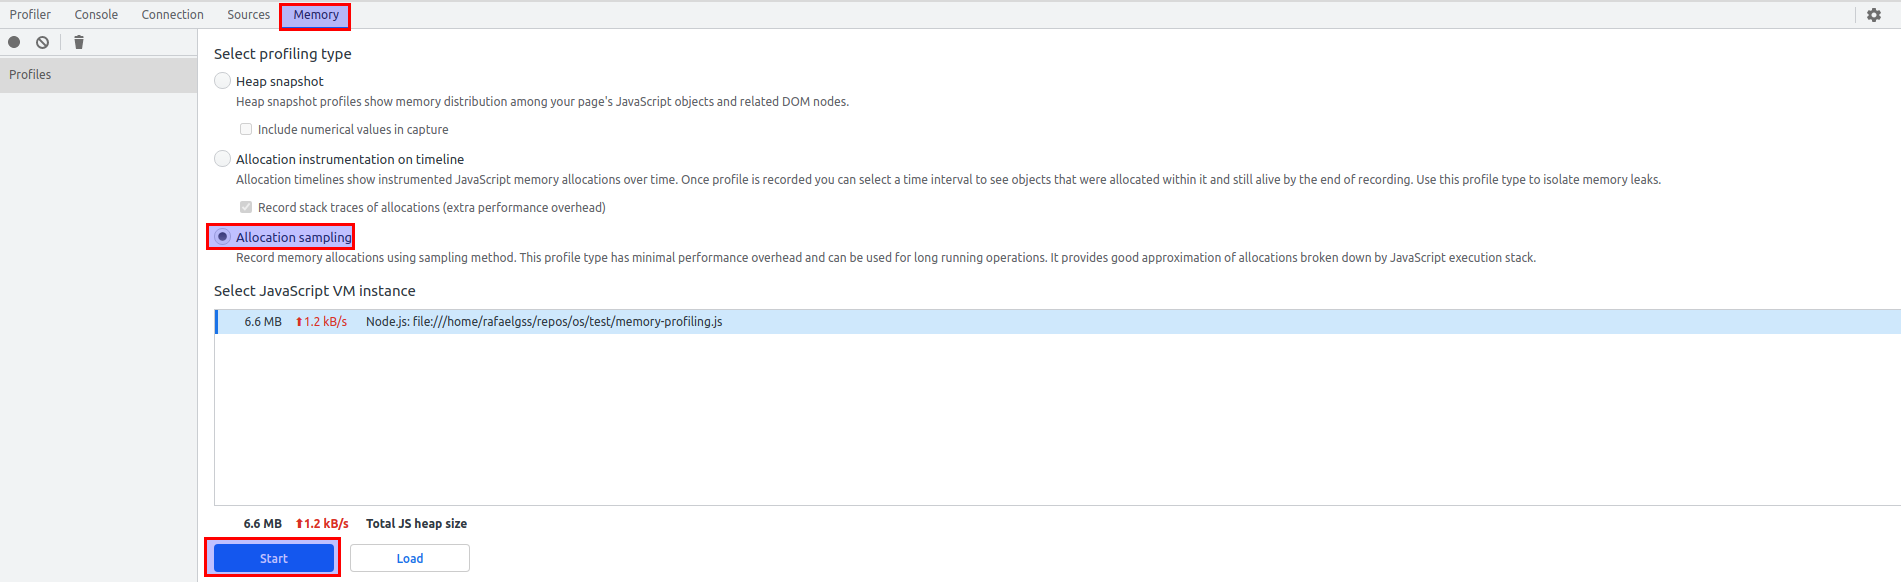 Profiler Console Connection Sources Memory
Profiles
Select profiling type
Heap snapshot
Heap snapshot profiles show memory distribution among your page's JavaScript objects and related DOM nodes.
Include numerical values in capture
Allocation instrumentation on timeline
Allocation timelines show instrumented JavaScript memory allocations over time. Once profile is recorded you can select a time interval to see objects that were allocated within it and still alive by the end of recording. Use this profile type to isolate memory leaks.
Record stack traces of allocations (extra performance overhead)
Allocation sampling
Record memory allocations using sampling method. This profile type has minimal performance overhead and can be used for long running operations. It provides good approximation of allocations broken down by JavaScript execution stack.
Select JavaScript VM instance
6.6 MB ⬆1.2 kB/s Node.js: file:///home/rafaelgss/repos/os/test/memory-profiling.js
6.6 MB ⬆1.2 kB/s Total JS heap size
Start Load